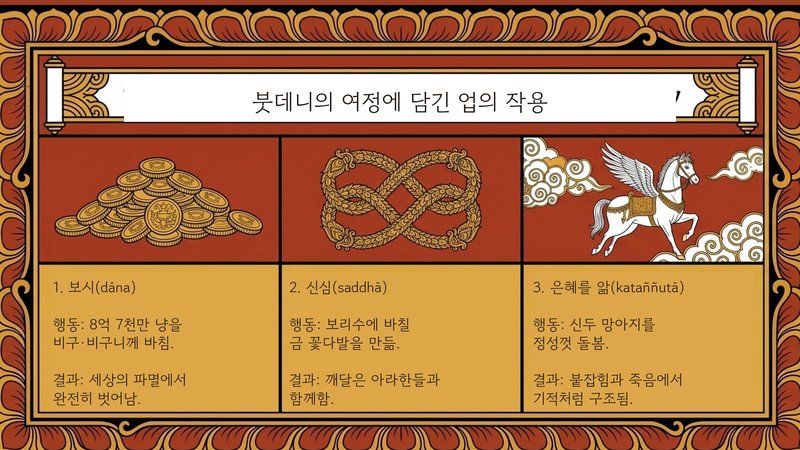 붓데니의 여정에 담긴 업의 작용
1. 보시(dāna)
행동: 8억 7천만 냥을
비구·비구니께 바침.
결과: 세상의 파멸에서
완전히 벗어남.
2. 신심(saddhā)
행동: 보리수에 바칠
금 꽃다발을 만듦.
결과: 깨달은 아라한들과
함께함.
3. 은혜를 앎(kataññutā)
행동: 신두 망아지를
정성껏 돌봄.
결과: 붙잡힘과 죽음에서
기적처럼 구조됨.